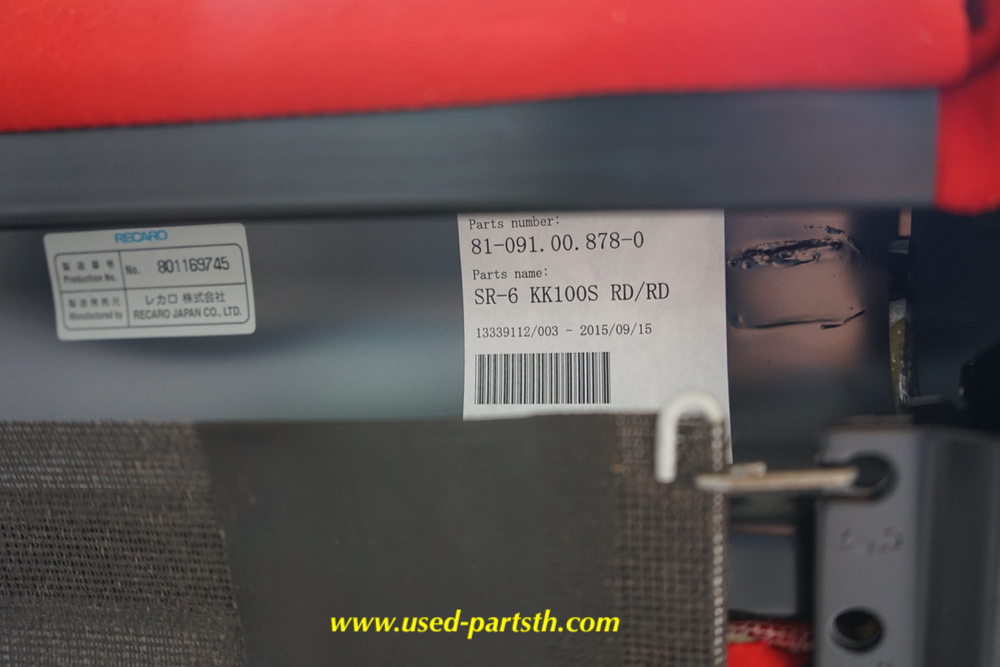 RECARO
製造番号 No. 801169745
Production No.
製造発売元 レカロ 株式会社
Manufactured by RECARO JAPAN CO., LTD.
Parts number:
81-091.00.878-0
Parts name:
SR-6 KK100S RD/RD
13339112/003 - 2015/09/15
www.used-partsth.com